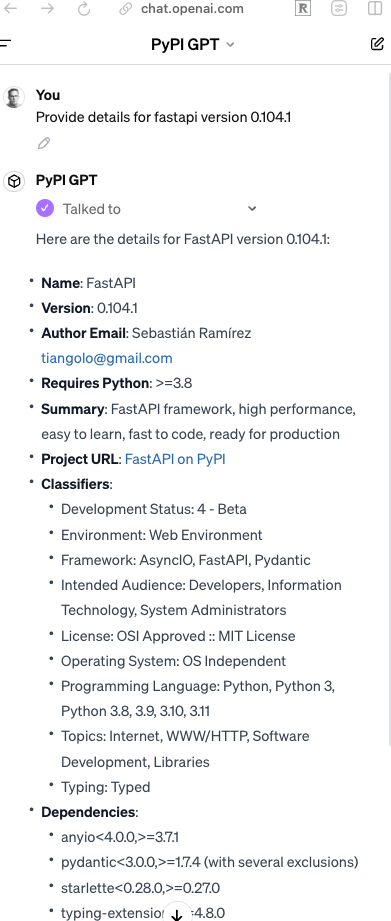 chat.openai.com
PyPI GPT
You
Provide details for fastapi version 0.104.1
PyPI GPT
Talked to
Here are the details for FastAPI version 0.104.1:
• Name: FastAPI
• Version: 0.104.1
• Author Email: Sebastián Ramírez
tiangolo@gmail.com
• Requires Python: >=3.8
• Summary: FastAPI framework, high performance,
easy to learn, fast to code, ready for production
• Project URL: FastAPI on PyPI
• Classifiers:
• Development Status: 4 - Beta
• Environment: Web Environment
• Framework: AsyncIO, FastAPI, Pydantic
• Intended Audience: Developers, Information
Technology, System Administrators
• License: OSI Approved :: MIT License
• Operating System: OS Independent
• Programming Language: Python, Python 3,
Python 3.8, 3.9, 3.10, 3.11
• Topics: Internet, WWW/HTTP, Software
Development, Libraries
• Typing: Typed
• Dependencies:
• anyio<4.0.0,>=3.7.1
• pydantic<3.0.0,>=1.7.4 (with several exclusions)
• starlette<0.28.0,>=0.27.0
=4.8.0